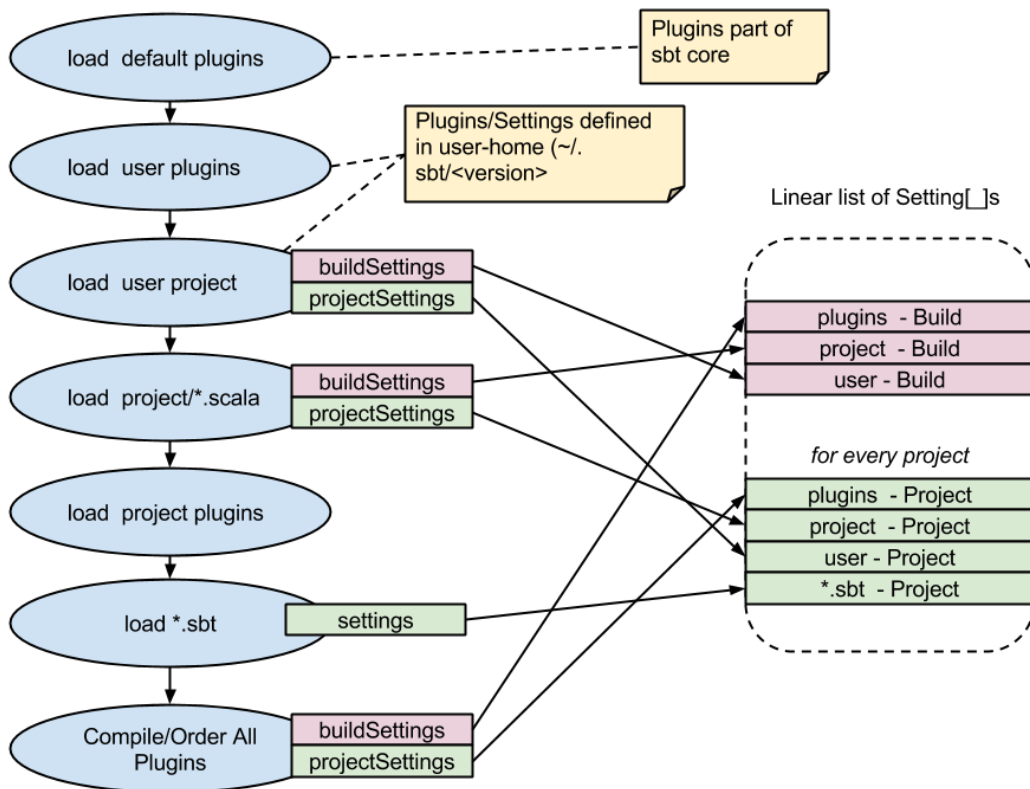 load default plugins
Plugins part of
sbt core
load user plugins
Plugins/Settings defined
in user-home (~/.
sbt/<version>
load user project
buildSettings
projectSettings
load project/*.scala
buildSettings
projectSettings
load project plugins
load *.sbt
settings
Compile/Order All
Plugins
buildSettings
projectSettings
Linear list of Setting[_]s
plugins - Build
project - Build
user - Build
for every project
plugins - Project
project - Project
user - Project
*.sbt - Project